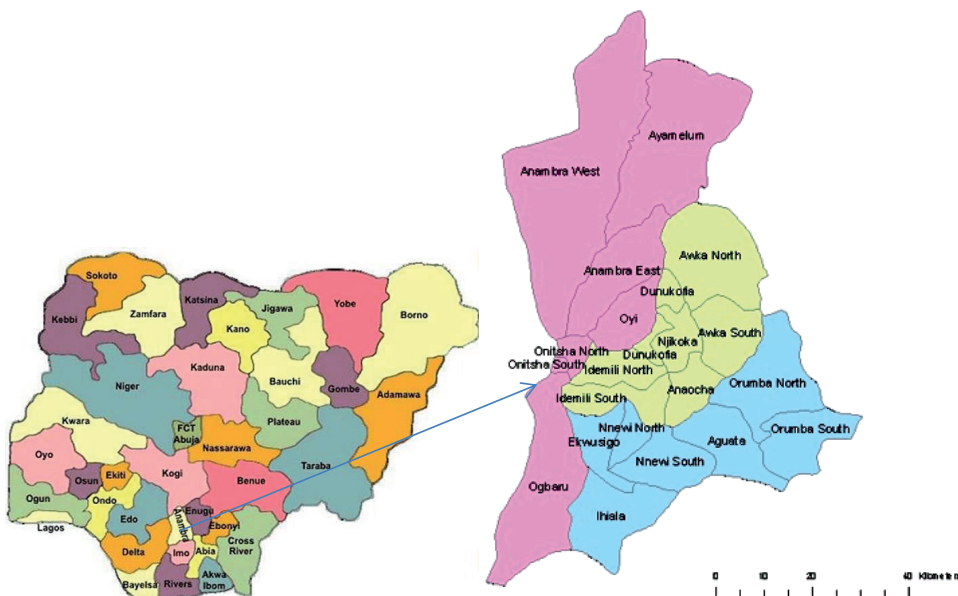 Sokoto
Kebbi
Zamfara
Katsina
Kano
Jigawa
Yobe
Borno
Kaduna
Bauchi
Gombe
Adamawa
Niger
Plateau
FCT
Abuja
Nassarawa
Taraba
Kwara
Oyo
Ogun
Lagos
Osun
Ekiti
Ondo
Kogi
Benue
Edo
Anambra
Enugu
Ebonyi
Cross
River
Delta
Imo
Abia
Bayelsa
Rivers
Akwa
Ibom
Ayamelum
Anambra West
Awka North
Anambra East
Dunukofia
Oyi
Awka South
Njikoka
Onitsha North
Dunukofia
Onitsha South
Idemili North
Anaocha
Orumba North
Idemili South
Nnewi North
Ekwusigo
Aguata
Orumba South
Nnewi South
Ogbaru
Ihiala
0 10 20 40 Kilometers